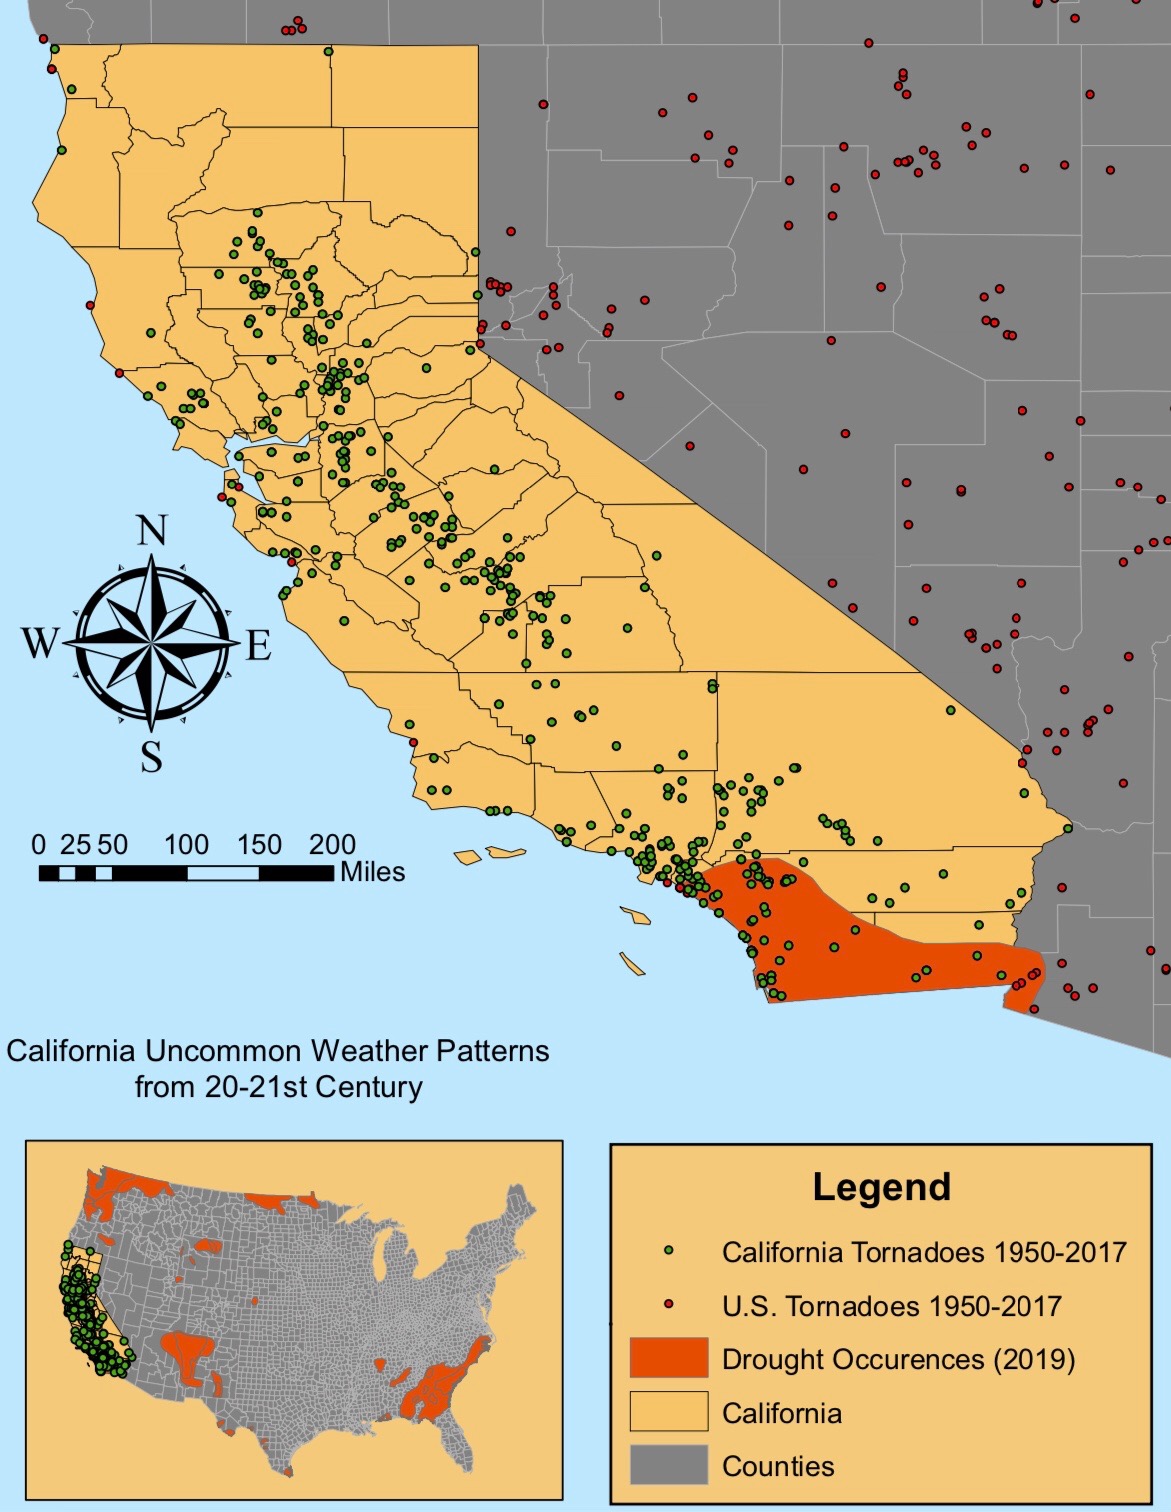 N
W
E
S
0 25 50 100 150 200
Miles
California Uncommon Weather Patterns
from 20-21st Century
Legend
California Tornadoes 1950-2017
U.S. Tornadoes 1950-2017
Drought Occurences (2019)
California
Counties